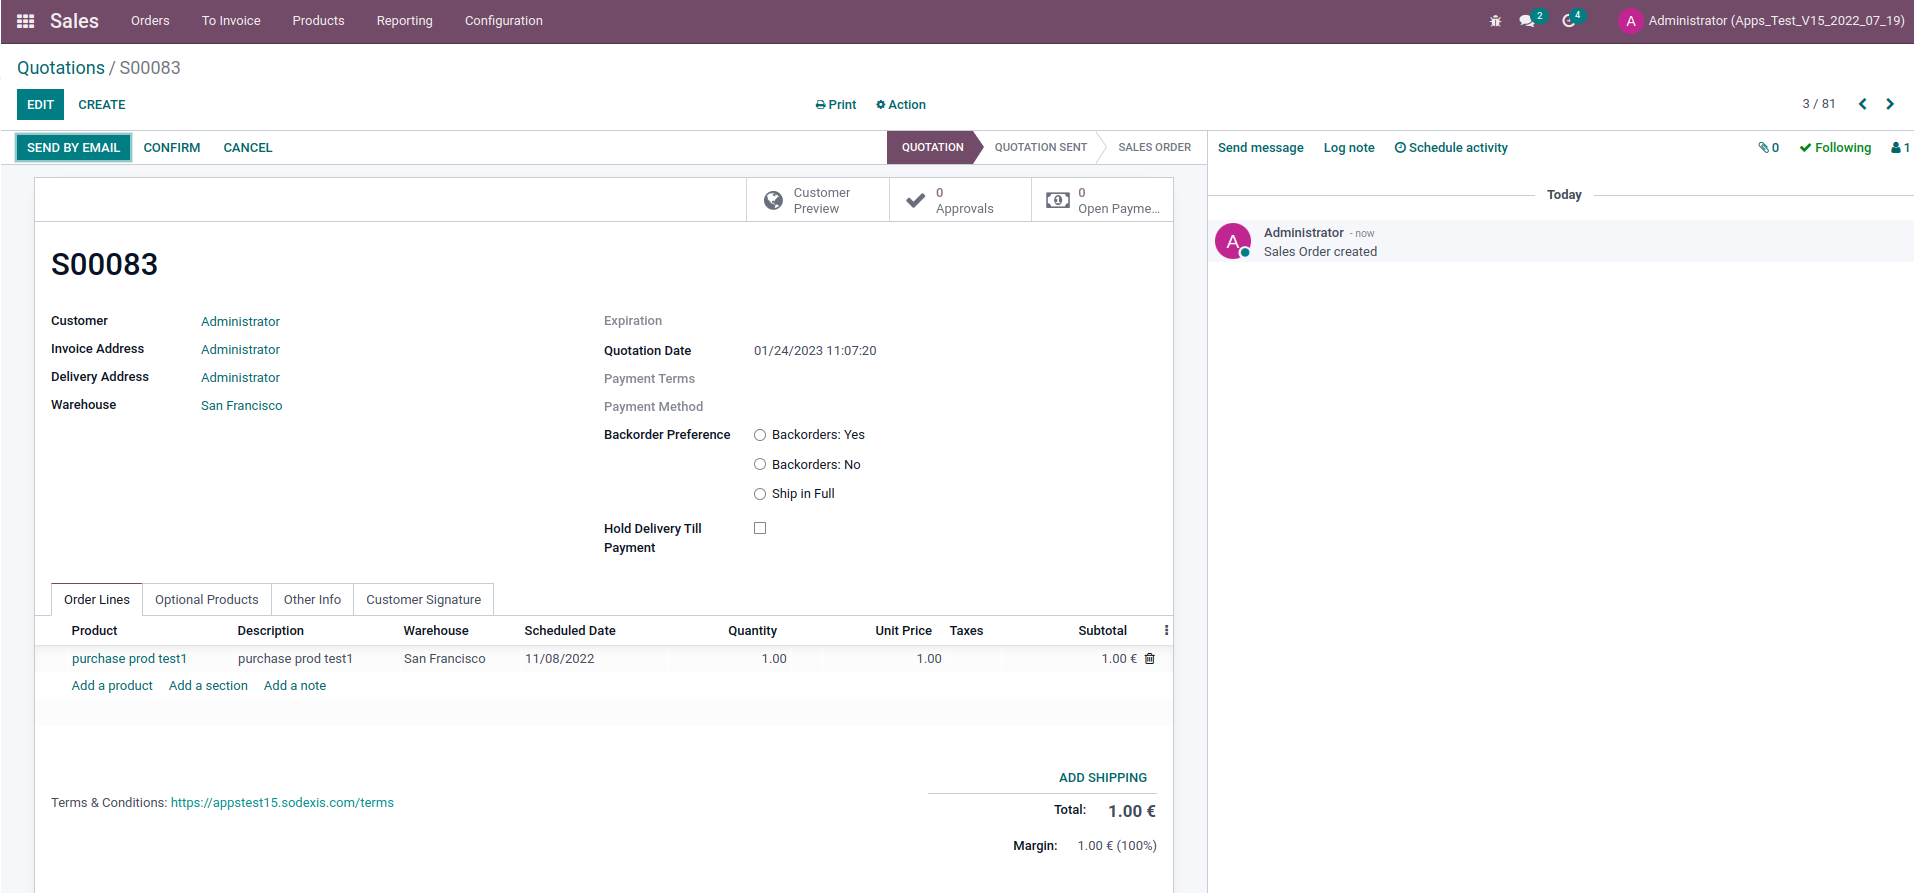 Sales Orders To Invoice Products Reporting Configuration 2 4 A Administrator (Apps_Test_V15_2022_07_19)
Quotations / S00083
EDIT CREATE Print Action 3 / 81
SEND BY EMAIL CONFIRM CANCEL QUOTATION QUOTATION SENT SALES ORDER Send message Log note Schedule activity 0 Following 1
Customer Preview 0 Approvals 0 Open Payme...
Today
A Administrator - now
Sales Order created
S00083
Customer Administrator
Invoice Address Administrator
Delivery Address Administrator
Warehouse San Francisco
Expiration
Quotation Date 01/24/2023 11:07:20
Payment Terms
Payment Method
Backorder Preference Backorders: Yes
Backorders: No
Ship in Full
Hold Delivery Till
Payment
Order Lines Optional Products Other Info Customer Signature
Product Description Warehouse Scheduled Date Quantity Unit Price Taxes Subtotal
purchase prod test1 purchase prod test1 San Francisco 11/08/2022 1.00 1.00 1.00 €
Add a product Add a section Add a note
ADD SHIPPING
Terms & Conditions: https://appstest15.sodexis.com/terms
Total: 1.00 €
Margin: 1.00 € (100%)